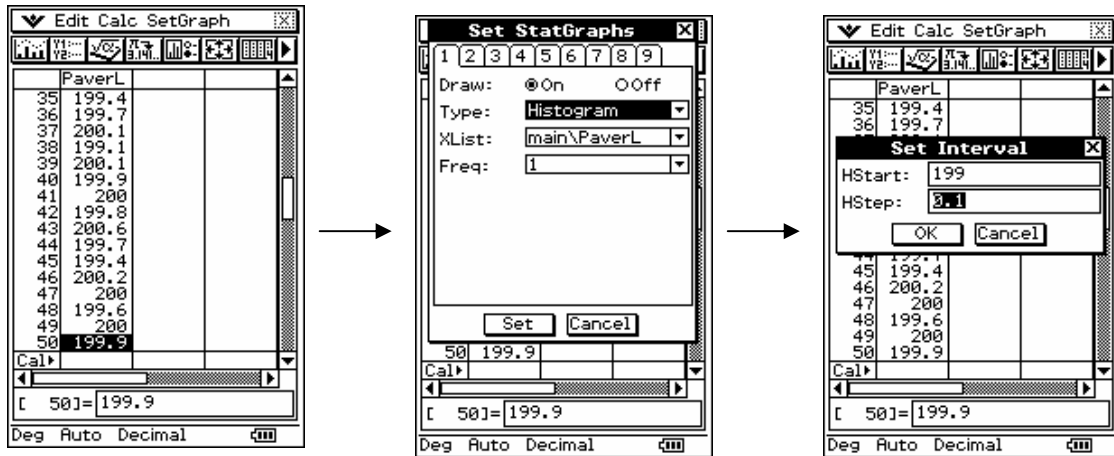 Edit Calc SetGraph
PaverL
35 199.4
36 199.7
37 200.1
38 199.1
39 200.1
40 199.9
41 200
42 199.8
43 200.6
44 199.7
45 199.4
46 200.2
47 200
48 199.6
49 200
50 199.9
Cal
[ 50]= 199.9
Deg Auto Decimal
Set StatGraphs
1 2 3 4 5 6 7 8 9
Draw: On Off
Type: Histogram
XList: main\PaverL
Freq: 1
Set Cancel
50 199.9
Cal
[ 50]= 199.9
Deg Auto Decimal
Edit Calc SetGraph
PaverL
35 199.4
36 199.7
Set Interval
HStart: 199
HStep: 0.1
OK Cancel
45 199.4
46 200.2
47 200
48 199.6
49 200
50 199.9
Cal
[ 50]= 199.9
Deg Auto Decimal